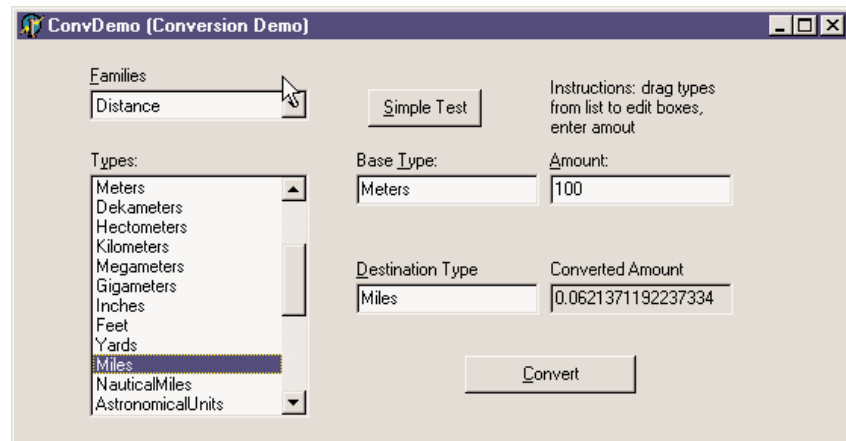 ConvDemo (Conversion Demo)
Families
Distance
Simple Test
Instructions: drag types
from list to edit boxes,
enter amout
Types:
Meters
Dekameters
Hectometers
Kilometers
Megameters
Gigameters
Inches
Feet
Yards
Miles
NauticalMiles
AstronomicalUnits
Base Type:
Meters
Amount:
100
Destination Type
Miles
Converted Amount
0.0621371192237334
Convert